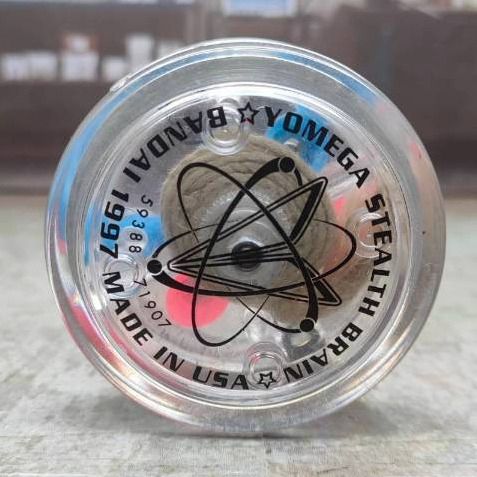 ☆YOMEGA STEALTH BRAIN
☆BANDAI 1997 MADE IN USA
59388-71907